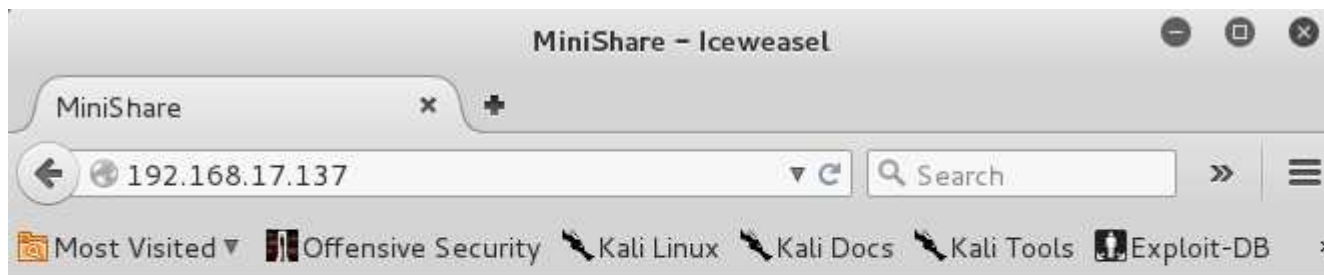 MiniShare - Iceweasel
MiniShare
192.168.17.137 Search
Most Visited Offensive Security Kali Linux Kali Docs Kali Tools Exploit-DB